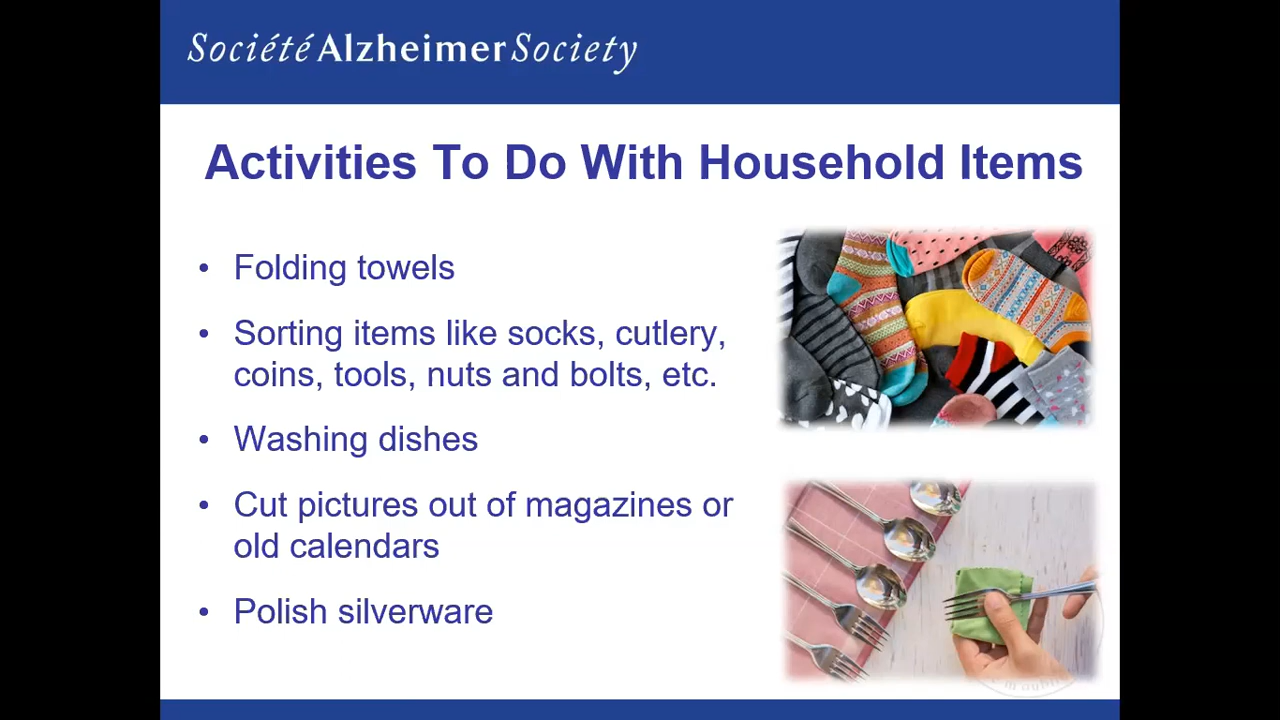 Société Alzheimer Society
Activities To Do With Household Items
• Folding towels
• Sorting items like socks, cutlery,
coins, tools, nuts and bolts, etc.
• Washing dishes
• Cut pictures out of magazines or
old calendars
• Polish silverware